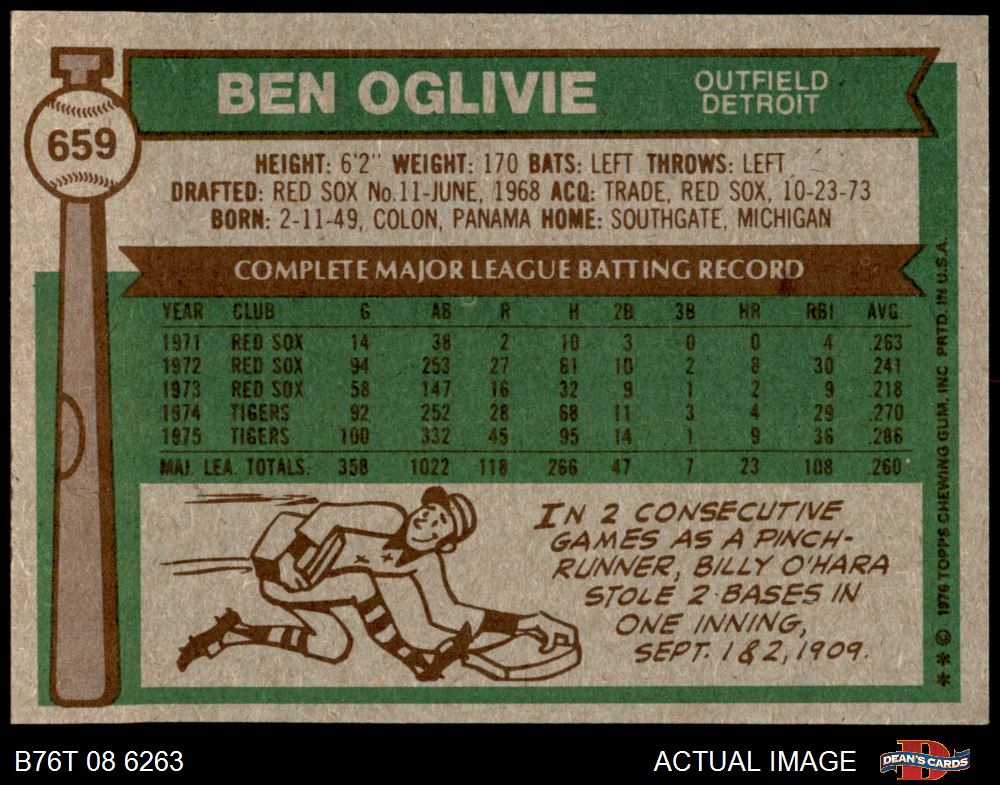 BEN OGLIVIE
OUTFIELD
DETROIT
659
HEIGHT: 6'2" WEIGHT: 170 BATS: LEFT THROWS: LEFT
DRAFTED: RED SOX No.11-JUNE, 1968 ACQ: TRADE, RED SOX, 10-23-73
BORN: 2-11-49, COLON, PANAMA HOME: SOUTHGATE, MICHIGAN
COMPLETE MAJOR LEAGUE BATTING RECORD
YEAR CLUB G AB R H 2B 3B HR RBI AVG.
1971 RED SOX 14 38 2 10 3 0 0 4 .263
1972 RED SOX 94 253 27 61 10 2 8 30 .241
1973 RED SOX 58 147 16 32 9 1 2 9 .218
1974 TIGERS 92 252 28 68 11 3 4 29 .270
1975 TIGERS 100 332 45 95 14 1 9 36 .286
MAJ. LEA. TOTALS: 358 1022 118 266 47 7 23 108 .260
IN 2 CONSECUTIVE
GAMES AS A PINCH-
RUNNER, BILLY O'HARA
STOLE 2 BASES IN
ONE INNING,
SEPT. 1 & 2, 1909.
** © 1976 TOPPS CHEWING GUM, INC. PRTD. IN U.S.A.
B76T 08 6263
ACTUAL IMAGE
D
DEAN'S CARDS